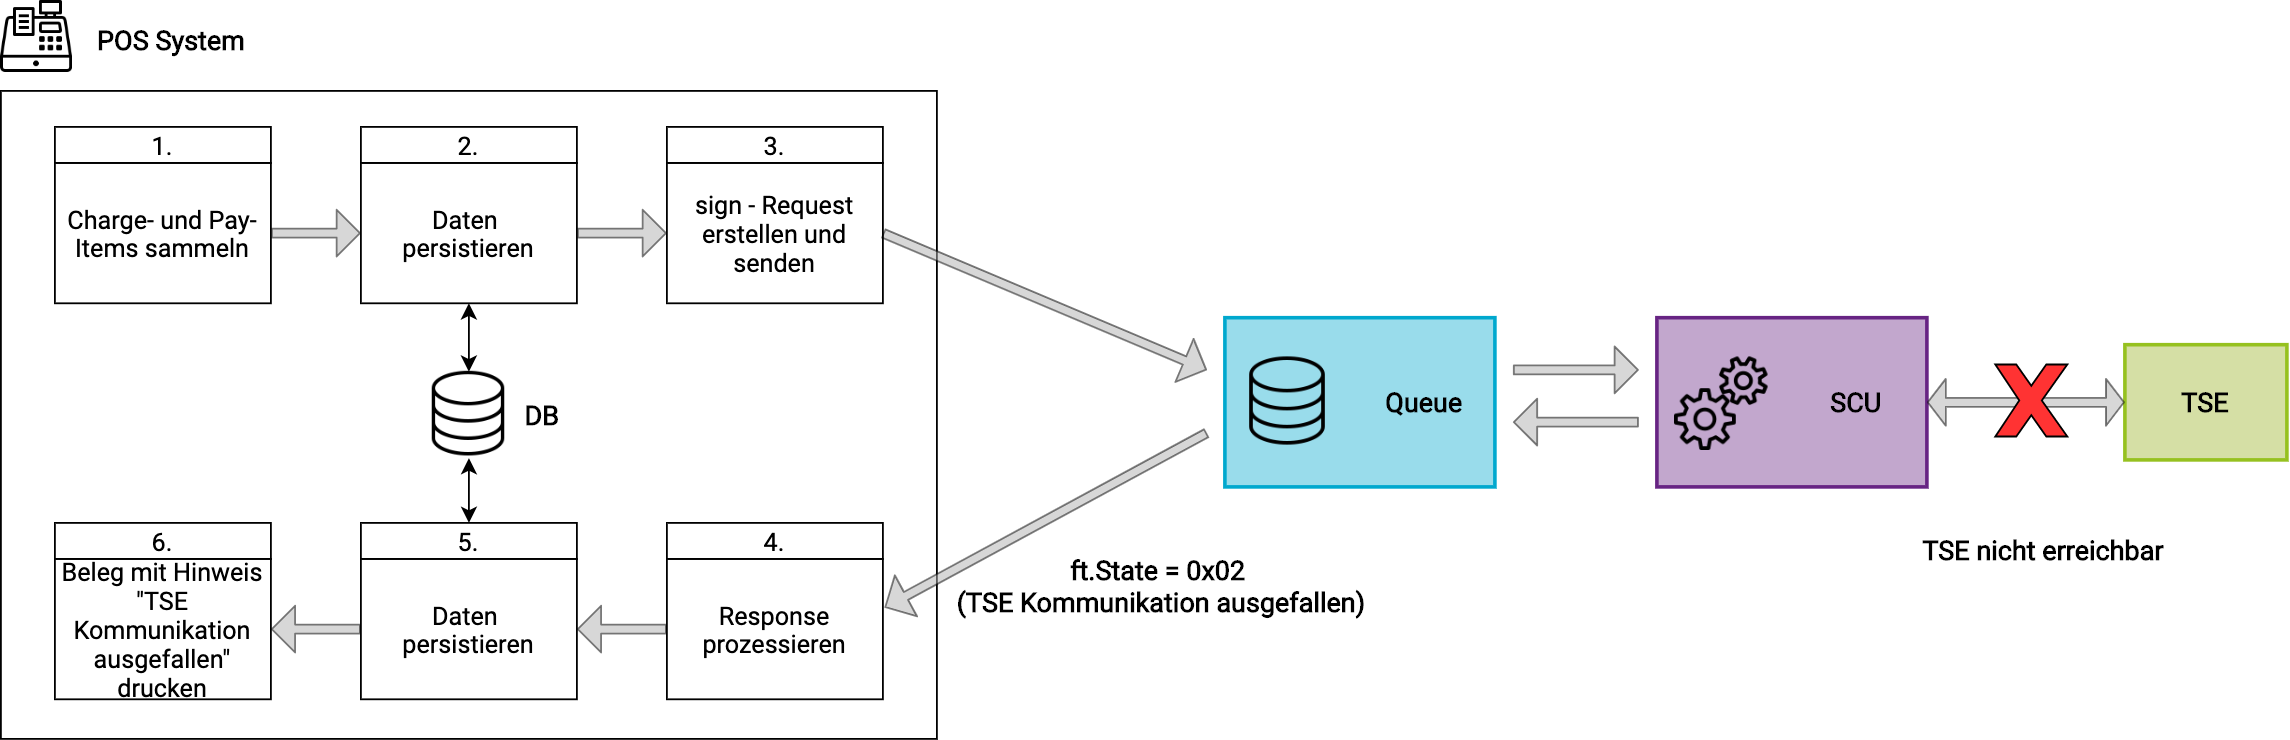 POS System
1.
Charge- und Pay-
Items sammeln
2.
Daten
persistieren
3.
sign - Request
erstellen und
senden
DB
Queue
SCU
TSE
TSE nicht erreichbar
ft.State = 0x02
(TSE Kommunikation ausgefallen)
4.
Response
prozessieren
5.
Daten
persistieren
6.
Beleg mit Hinweis
"TSE
Kommunikation
ausgefallen"
drucken